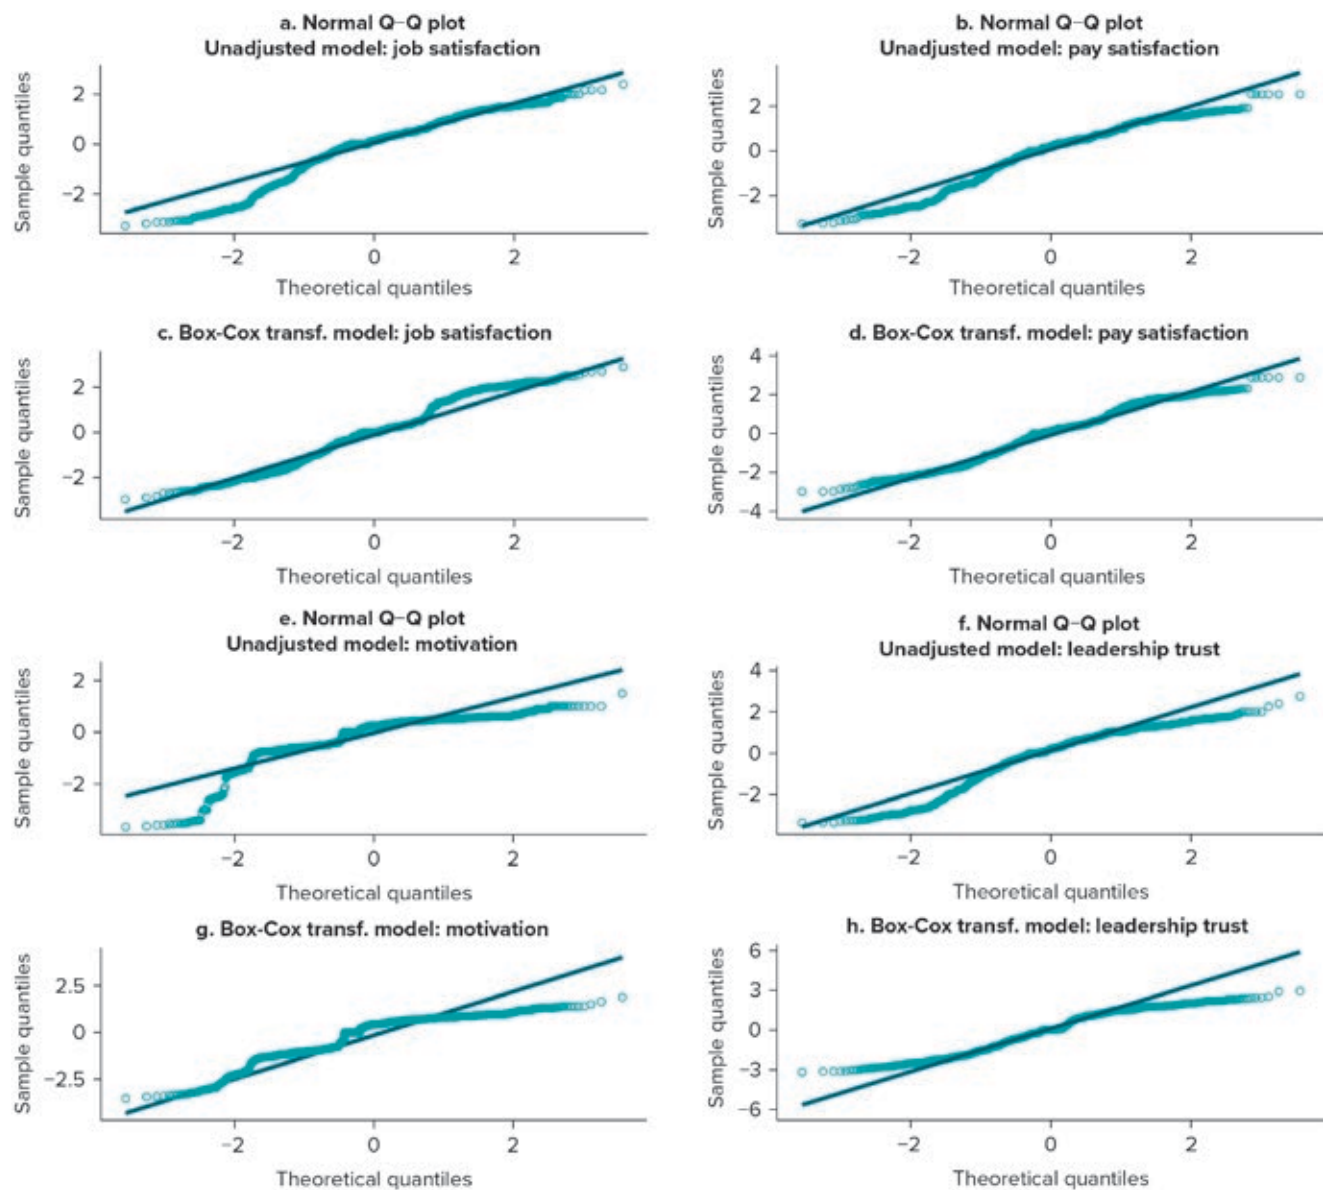 a. Normal Q–Q plot
Unadjusted model: job satisfaction
Sample quantiles
2
0
−2
−2
0
2
Theoretical quantiles
b. Normal Q–Q plot
Unadjusted model: pay satisfaction
Sample quantiles
2
0
−2
−2
0
2
Theoretical quantiles
c. Box-Cox transf. model: job satisfaction
Sample quantiles
2
0
−2
−2
0
2
Theoretical quantiles
d. Box-Cox transf. model: pay satisfaction
Sample quantiles
4
2
0
−2
−4
−2
0
2
Theoretical quantiles
e. Normal Q–Q plot
Unadjusted model: motivation
Sample quantiles
2
0
−2
−2
0
2
Theoretical quantiles
f. Normal Q–Q plot
Unadjusted model: leadership trust
Sample quantiles
4
2
0
−2
−2
0
2
Theoretical quantiles
g. Box-Cox transf. model: motivation
Sample quantiles
2.5
0
−2.5
−2
0
2
Theoretical quantiles
h. Box-Cox transf. model: leadership trust
Sample quantiles
6
3
0
−3
−6
−2
0
2
Theoretical quantiles